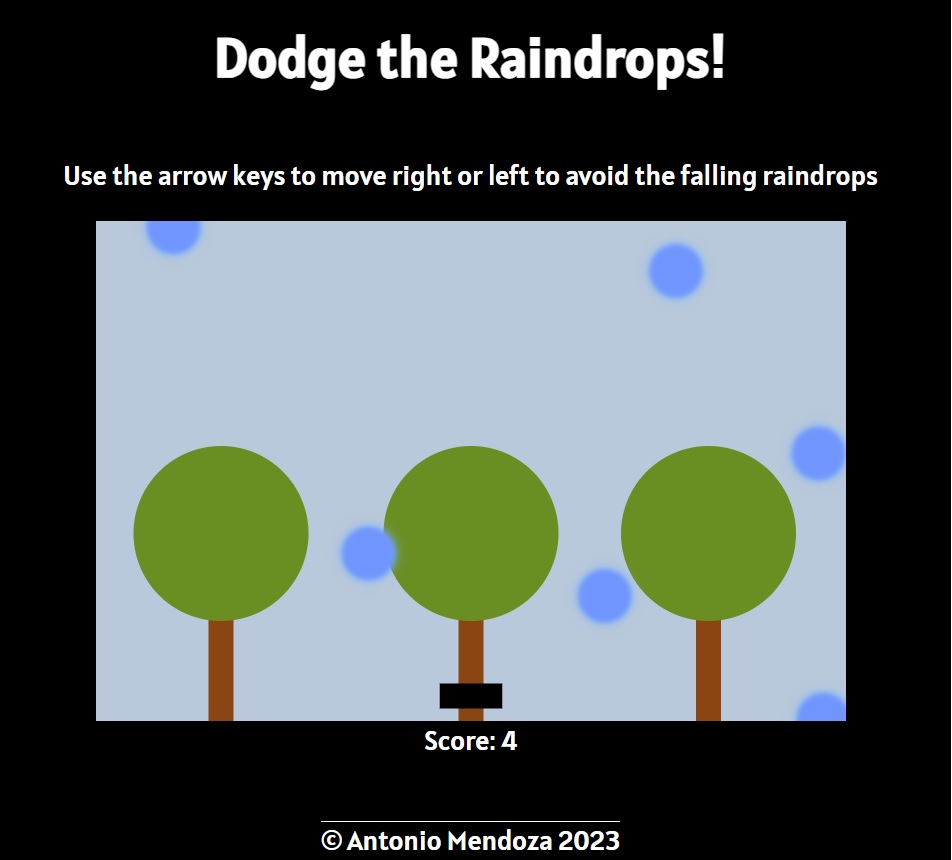 Dodge the Raindrops!
Use the arrow keys to move right or left to avoid the falling raindrops
Score: 4
© Antonio Mendoza 2023